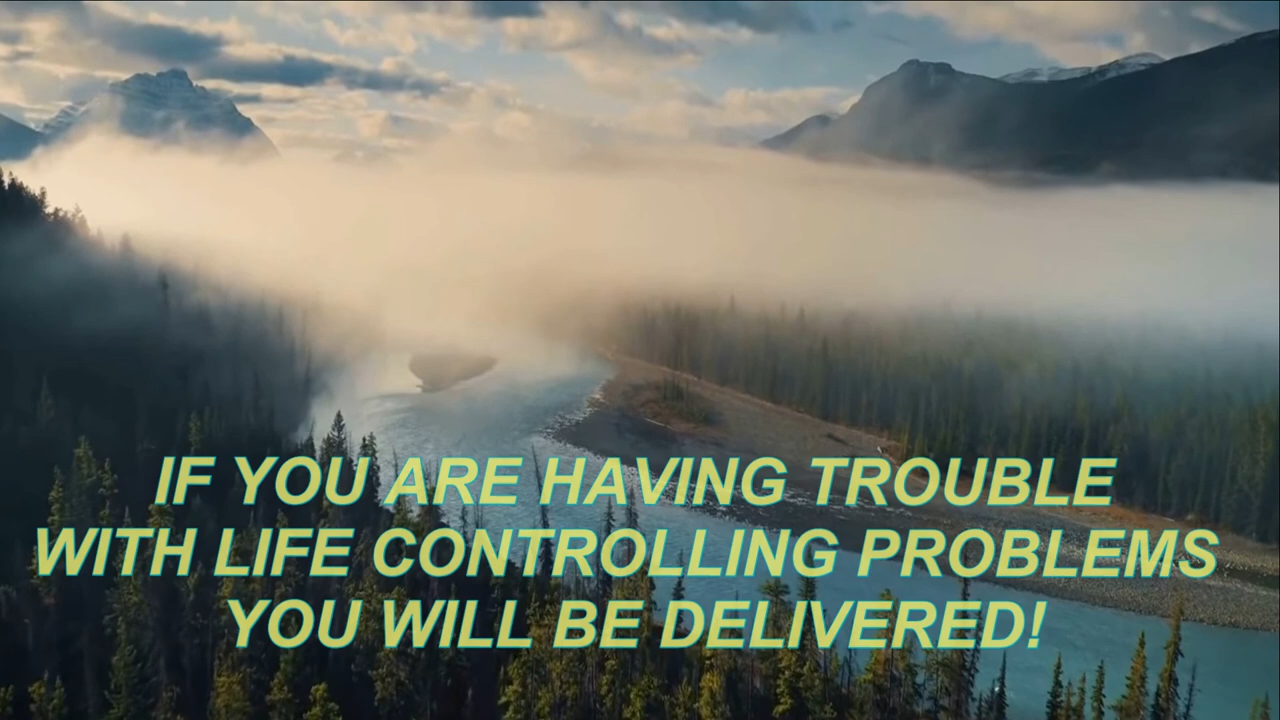 IF YOU ARE HAVING TROUBLE
WITH LIFE CONTROLLING PROBLEMS
YOU WILL BE DELIVERED!